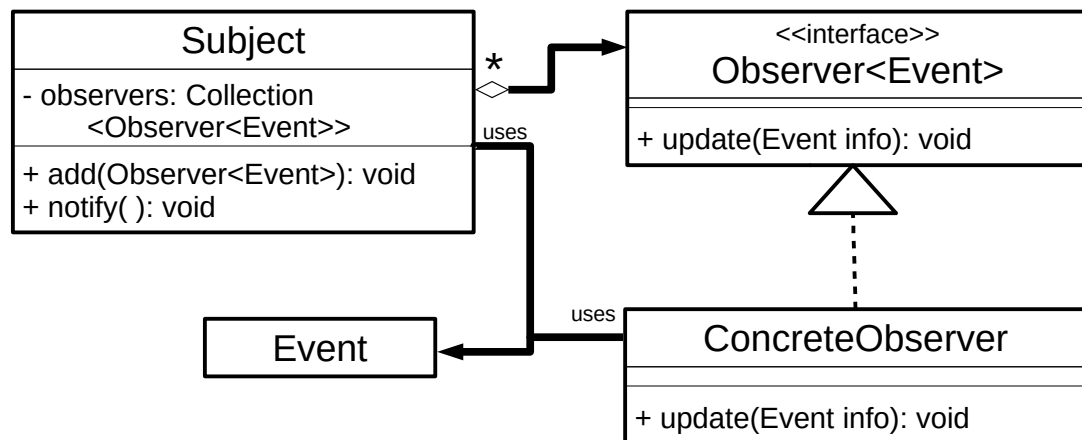 Subject
- observers: Collection
<Observer<Event>>
+ add(Observer<Event>): void
+ notify( ): void
*
uses
<<interface>>
Observer<Event>
+ update(Event info): void
Event
uses
ConcreteObserver
+ update(Event info): void